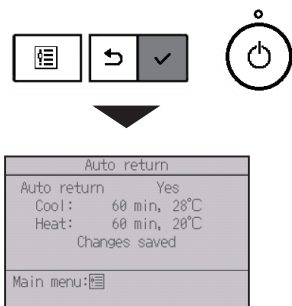 Auto return
Auto return Yes
Cool: 60 min, 28℃
Heat: 60 min, 20℃
Changes saved
Main menu: